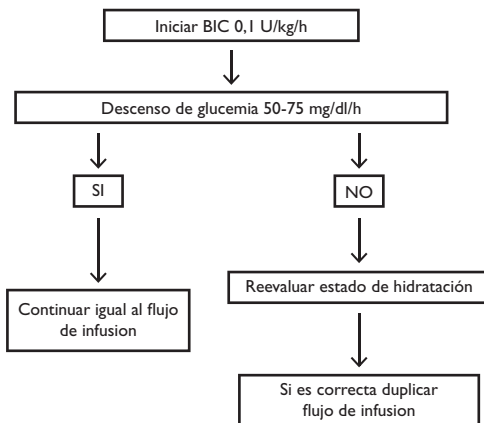 Iniciar BIC 0,1 U/kg/h
Descenso de glucemia 50-75 mg/dl/h
SI
NO
Continuar igual al flujo
de infusion
Reevaluar estado de hidratación
Si es correcta duplicar
flujo de infusion